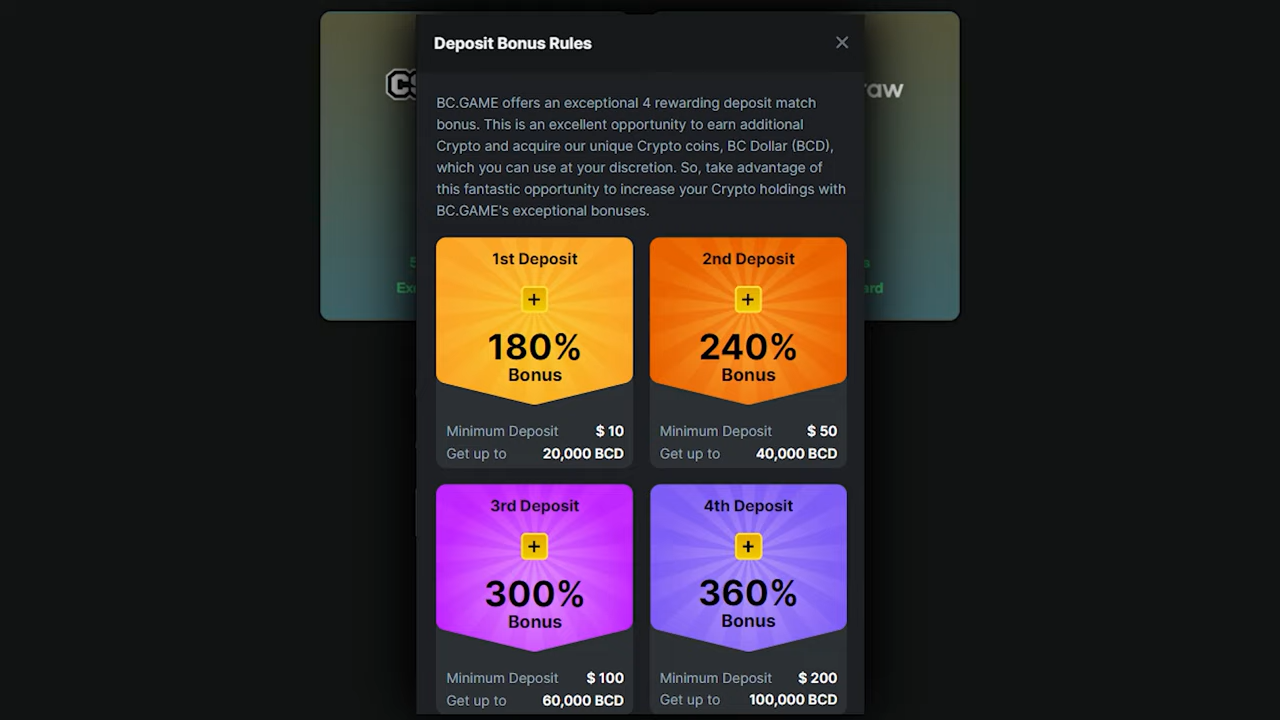 Deposit Bonus Rules
BC.GAME offers an exceptional 4 rewarding deposit match
bonus. This is an excellent opportunity to earn additional
Crypto and acquire our unique Crypto coins, BC Dollar (BCD),
which you can use at your discretion. So, take advantage of
this fantastic opportunity to increase your Crypto holdings with
BC.GAME's exceptional bonuses.
1st Deposit
+
180%
Bonus
Minimum Deposit $ 10
Get up to 20,000 BCD
2nd Deposit
+
240%
Bonus
Minimum Deposit $ 50
Get up to 40,000 BCD
3rd Deposit
+
300%
Bonus
Minimum Deposit $ 100
Get up to 60,000 BCD
4th Deposit
+
360%
Bonus
Minimum Deposit $ 200
Get up to 100,000 BCD